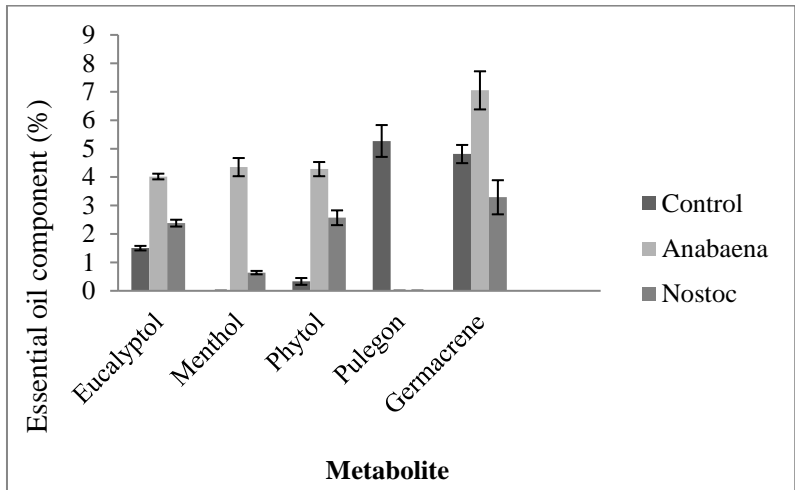 9
8
7
6
5
4
3
2
1
0
Essential oil component (%)
Eucalyptol
Menthol
Phytol
Pulegon
Germacrene
Metabolite
Control
Anabaena
Nostoc